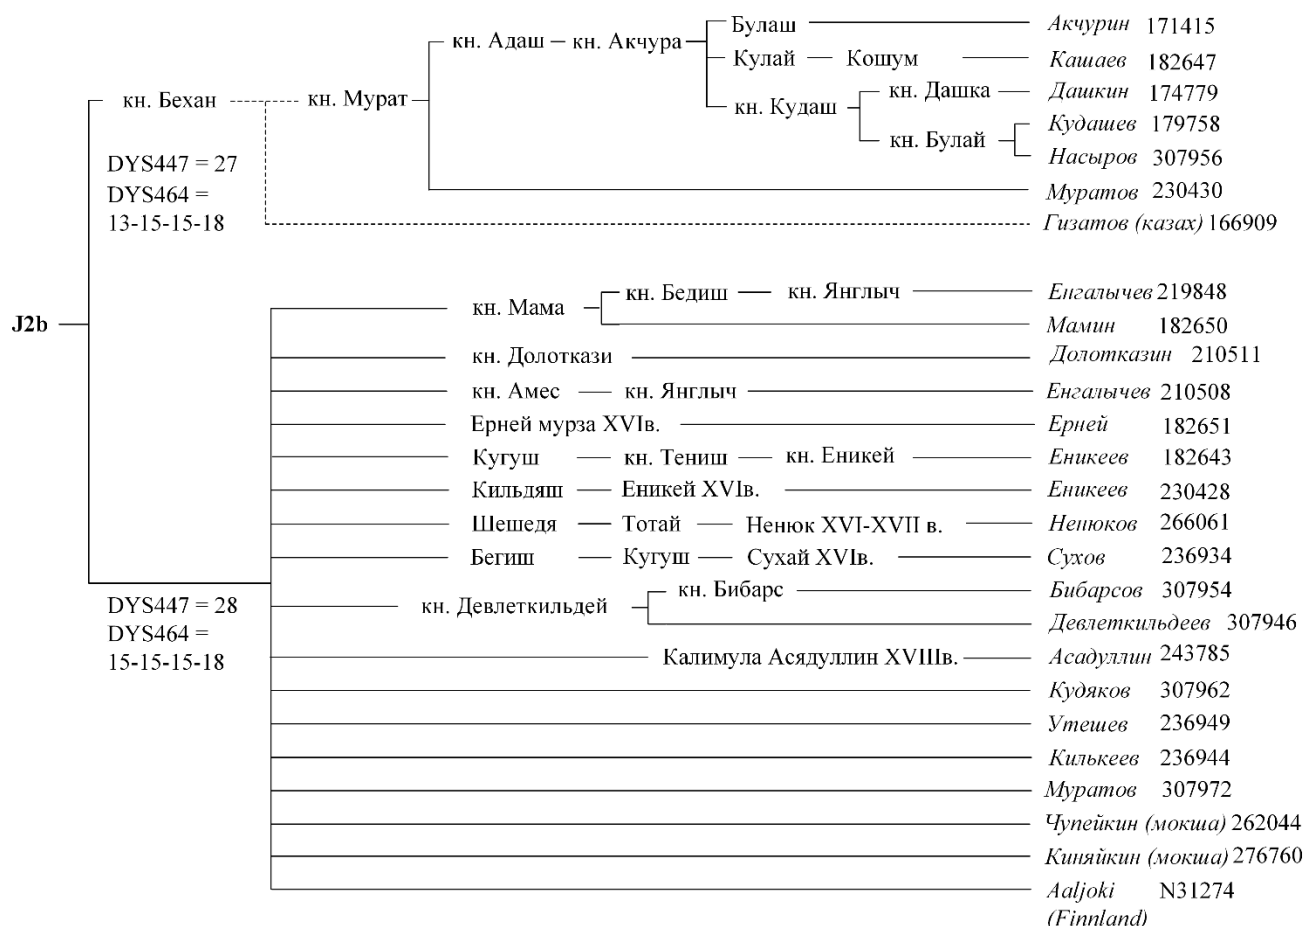 Булаш Акчурин 171415
кн. Адаш кн. Акчура
Кулай Кошум Кашаев 182647
кн. Бехан кн. Мурат кн. Дашка Дашкин 174779
кн. Кудаш
Кудашев 179758
кн. Булай
DYS447 = 27 Насыров 307956
DYS464 = Муратов 230430
13-15-15-18 Гизатов (казах) 166909
кн. Бедиш кн. Янглыч Енгалычев 219848
кн. Мама
J2b Мамин 182650
кн. Долоткази Долотказин 210511
кн. Амес кн. Янглыч Енгалычев 210508
Ерней мурза XVIв. Ерней 182651
Кугуш кн. Тениш кн. Еникей Еникеев 182643
Кильдяш Еникей XVIв. Еникеев 230428
Шешедя Тотай Ненюк XVI-XVII в. Ненюков 266061
Бегиш Кугуш Сухай XVIв. Сухов 236934
кн. Бибарс Бибарсов 307954
DYS447 = 28 кн. Девлеткильдей
DYS464 = Девлеткильдеев 307946
15-15-15-18 Калимула Асядуллин XVIIIв. Асадуллин 243785
Кудяков 307962
Утешев 236949
Килькеев 236944
Муратов 307972
Чупейкин (мокша) 262044
Киняйкин (мокша) 276760
Aaljoki N31274
(Finnland)